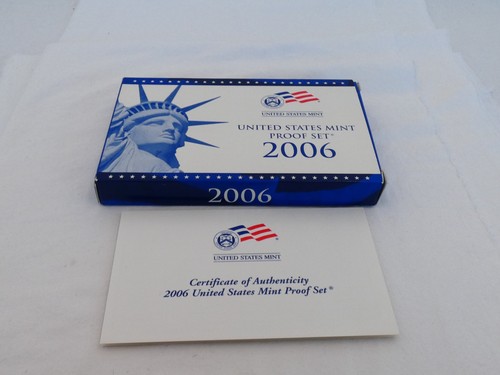 UNITED STATES MINT
UNITED STATES MINT
PROOF SET®
2006
2006
UNITED STATES MINT
Certificate of Authenticity
2006 United States Mint Proof Set®